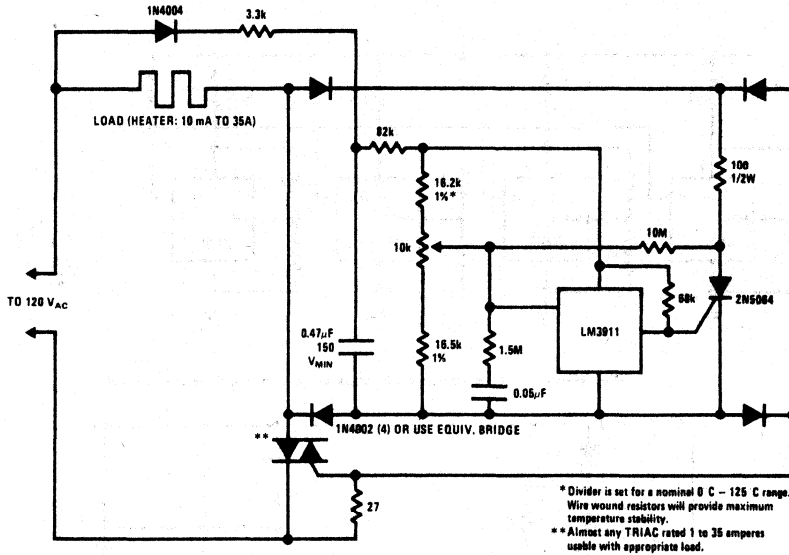 1N4004
3.3k
LOAD (HEATER: 10 mA TO 35A)
82k
100
1/2W
16.2k
1%*
10k
10M
TO 120 VAC
68k
2N5064
LM3911
0.47μF
150
VMIN
16.5k
1%
1.5M
0.05μF
1N4002 (4) OR USE EQUIV. BRIDGE
**
27
* Divider is set for a nominal 0 C – 125 C range.
Wire wound resistors will provide maximum
temperature stability.
** Almost any TRIAC rated 1 to 35 amperes
usable with appropriate load.